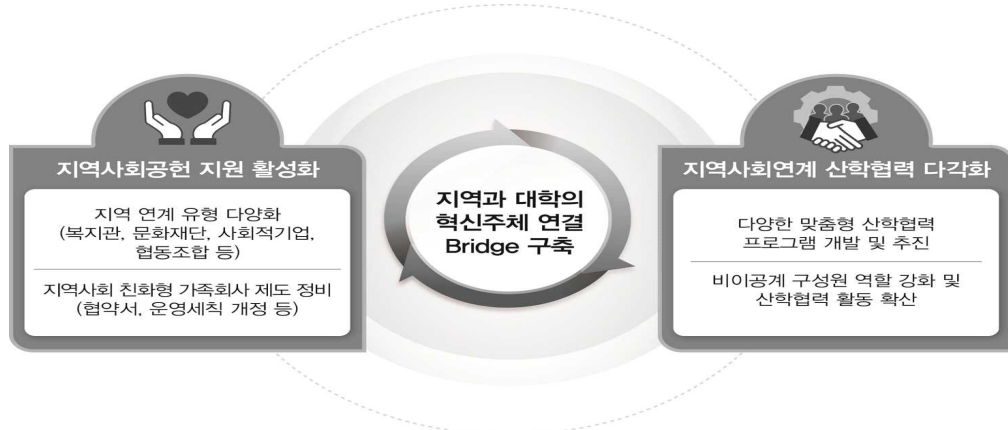 지역사회공헌 지원 활성화
지역 연계 유형 다양화
(복지관, 문화재단, 사회적기업,
협동조합 등)
지역사회 친화형 가족회사 제도 정비
(협약서, 운영세칙 개정 등)
지역과 대학의
혁신주체 연결
Bridge 구축
지역사회연계 산학협력 다각화
다양한 맞춤형 산학협력
프로그램 개발 및 추진
비이공계 구성원 역할 강화 및
산학협력 활동 확산